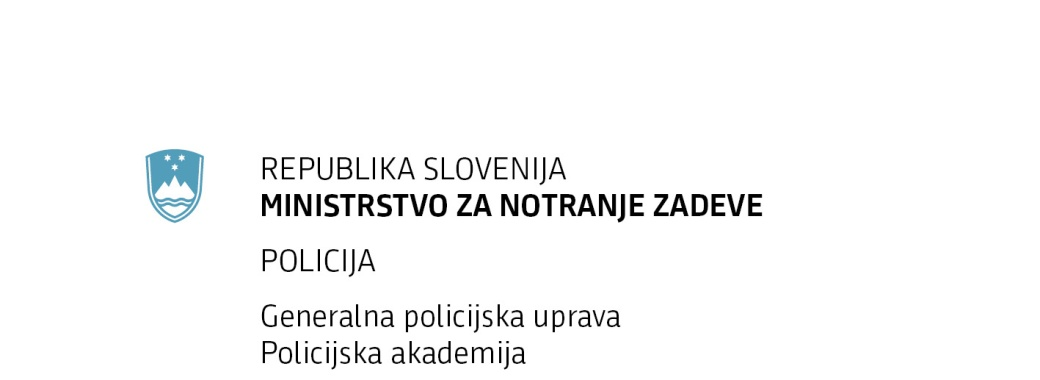 REPUBLIKA SLOVENIJA
MINISTRSTVO ZA NOTRANJE ZADEVE
POLICIJA
Generalna policijska uprava
Policijska akademija